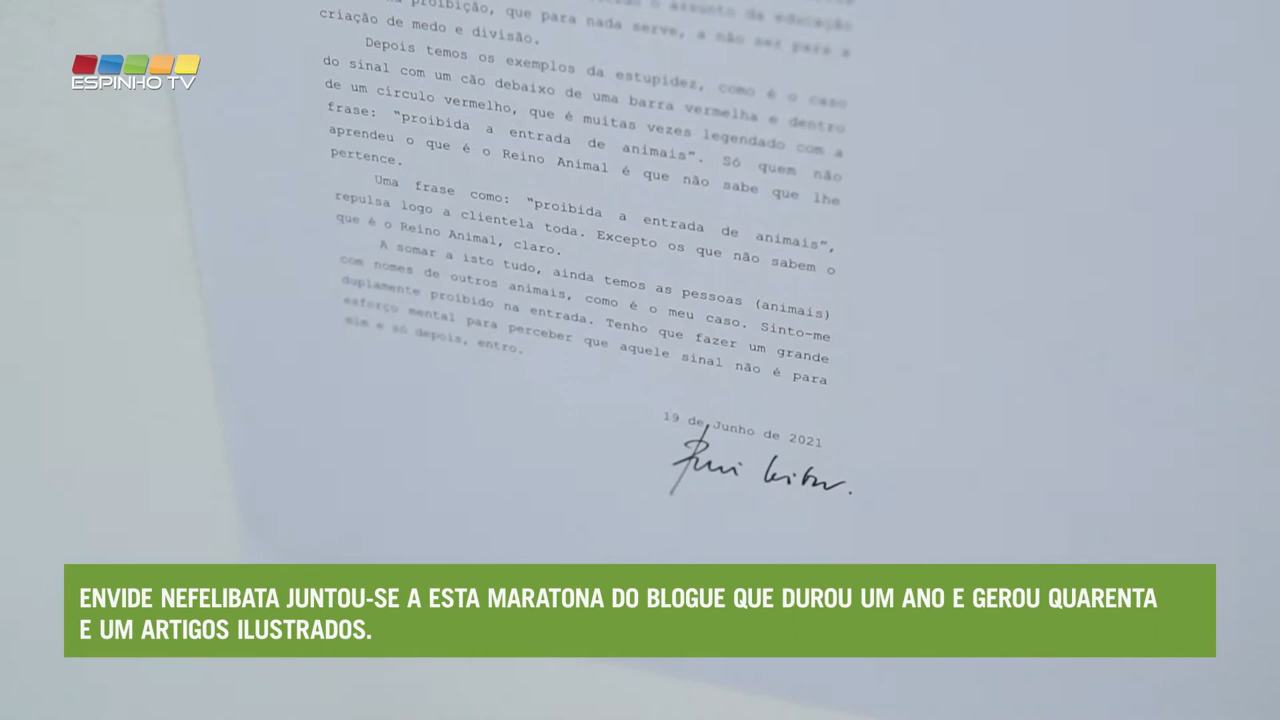 o assunto da educação
proibição, que para nada serve, a não ser para a
criação de medo e divisão.
Depois temos os exemplos da estupidez, como é o caso
do sinal com um cão debaixo de uma barra vermelha e dentro
de um círculo vermelho, que é muitas vezes legendado com a
frase: "proibida a entrada de animais". Só quem não
aprendeu o que é o Reino Animal é que não sabe que lhe
pertence.
Uma frase como: "proibida a entrada de animais",
repulsa logo a clientela toda. Excepto os que não sabem o
que é o Reino Animal, claro.
A somar a isto tudo, ainda temos as pessoas (animais)
com nomes de outros animais, como é o meu caso. Sinto-me
duplamente proibido na entrada. Tenho que fazer um grande
esforço mental para perceber que aquele sinal não é para
mim e só depois, entro.
19 de Junho de 2021
ESPINHO TV
ENVIDE NEFELIBATA JUNTOU-SE A ESTA MARATONA DO BLOGUE QUE DUROU UM ANO E GEROU QUARENTA
E UM ARTIGOS ILUSTRADOS.